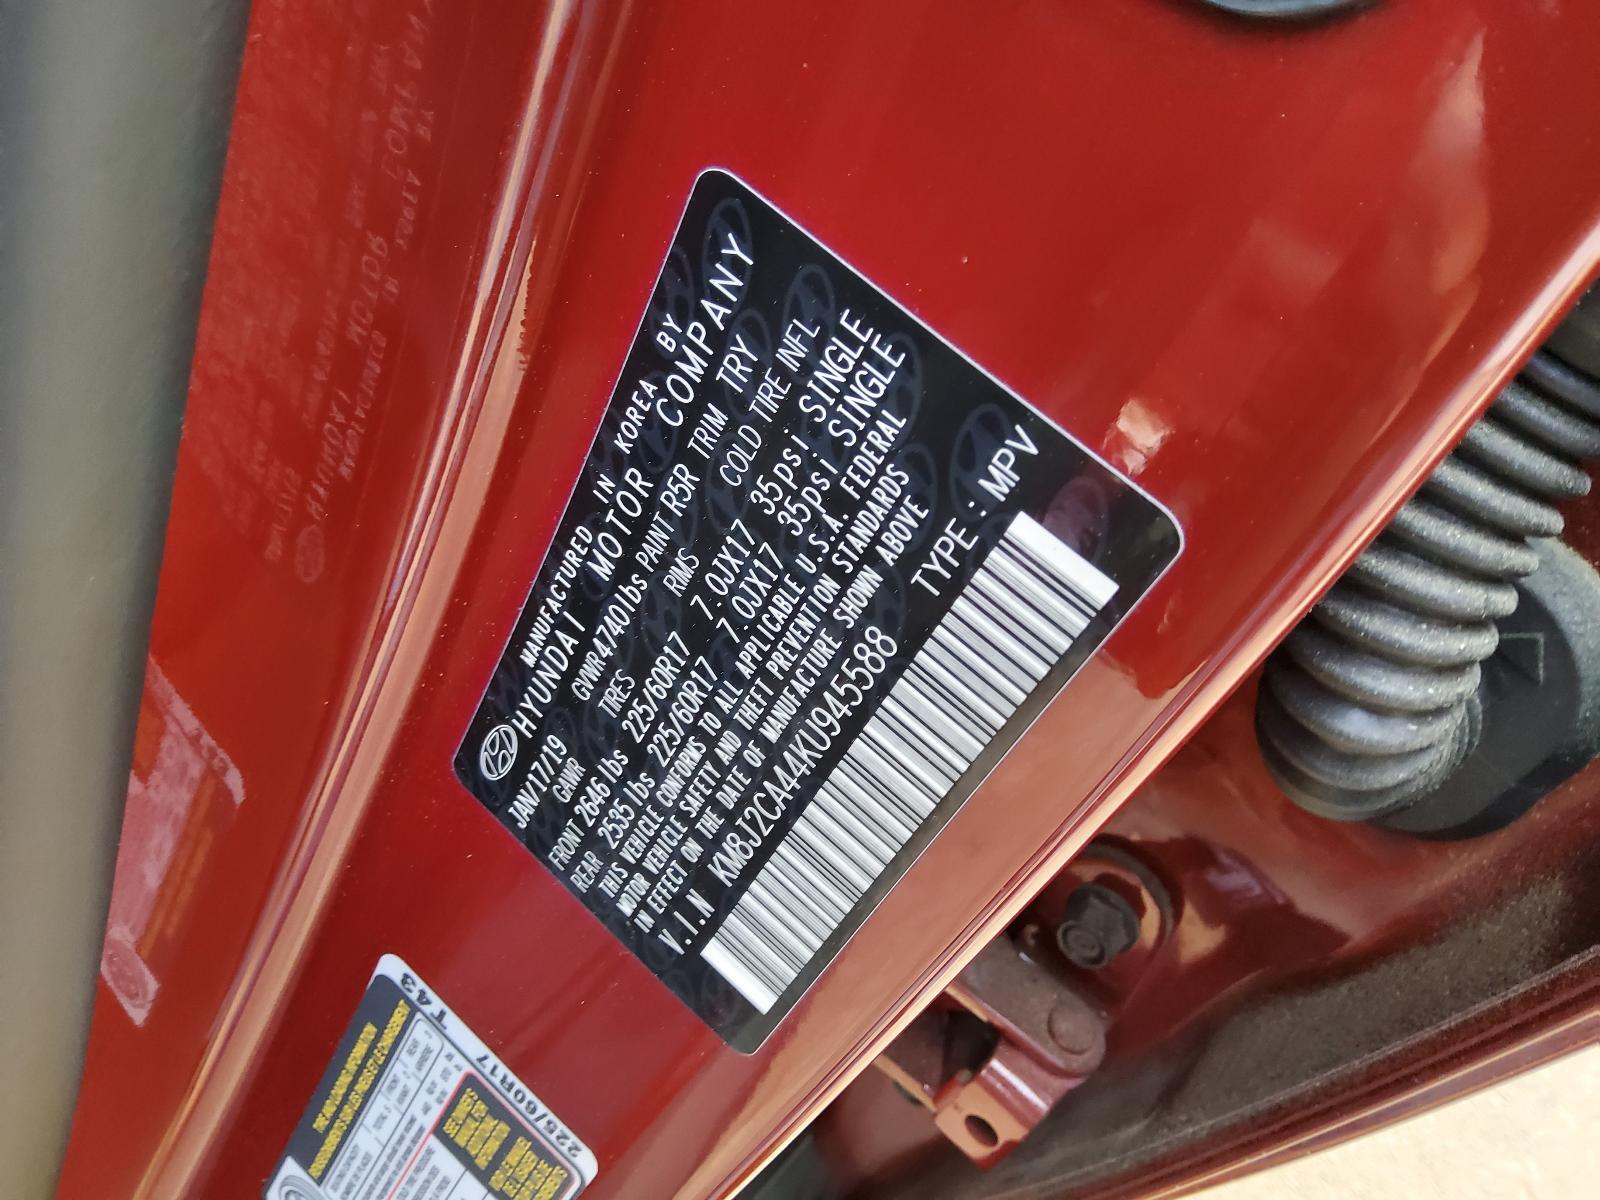 MANUFACTURED IN KOREA BY
HYUNDAI MOTOR COMPANY
JAN/17/19 GVWR 4740lbs PAINT R5R TRIM TRY
GAWR TIRES RIMS COLD TIRE INFL
FRONT 2646 lbs 225/60R17 7.0JX17 35psi SINGLE
REAR 2535 lbs 225/60R17 7.0JX17 35psi SINGLE
THIS VEHICLE CONFORMS TO ALL APPLICABLE U.S.A. FEDERAL
MOTOR VEHICLE SAFETY AND THEFT PREVENTION STANDARDS
IN EFFECT ON THE DATE OF MANUFACTURE SHOWN ABOVE
V.I.N KM8J2CA44KU945588 TYPE : MPV
T 43
225/60R17